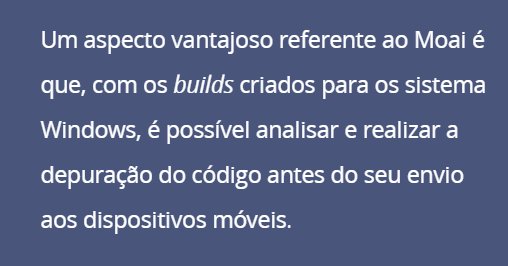 Um aspecto vantajoso referente ao Moai é
que, com os builds criados para os sistema
Windows, é possível analisar e realizar a
depuração do código antes do seu envio
aos dispositivos móveis.